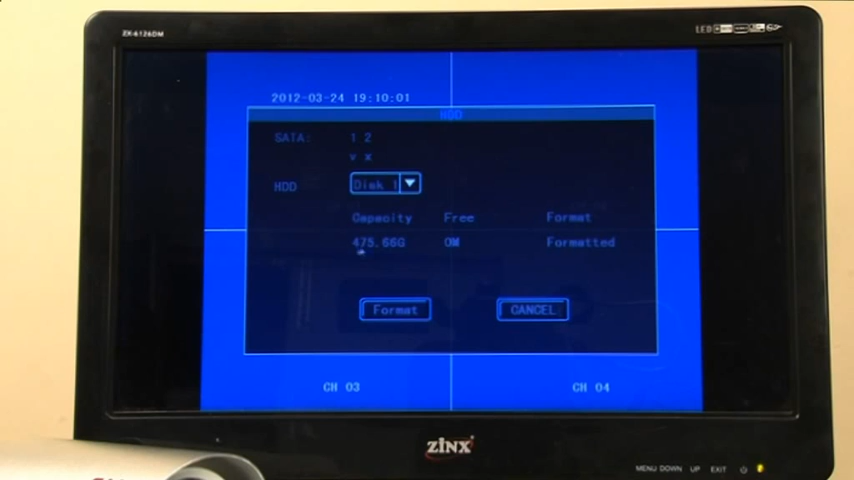 ZX-6126DM
LED
2012-03-24 19:10:01
HDD
SATA: 1 2
v x
HDD Disk 1
Capacity Free Format
475.66G 0M Formatted
Format CANCEL
CH 03 CH 04
ZINX
MENU DOWN UP EXIT